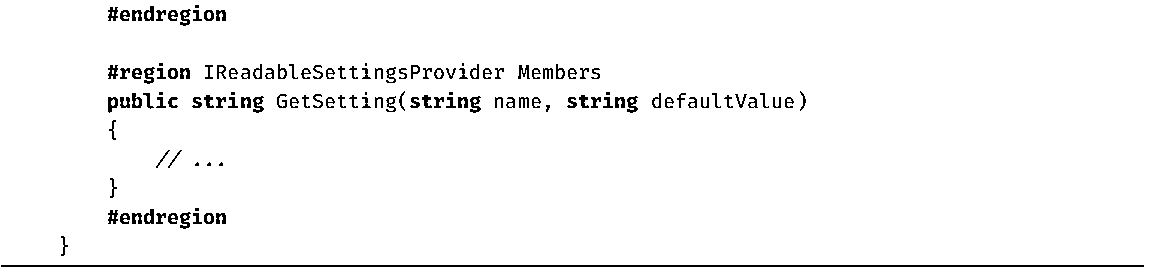 #endregion
#region IReadableSettingsProvider Members
public string GetSetting(string name, string defaultValue)
{
// ...
}
#endregion
}